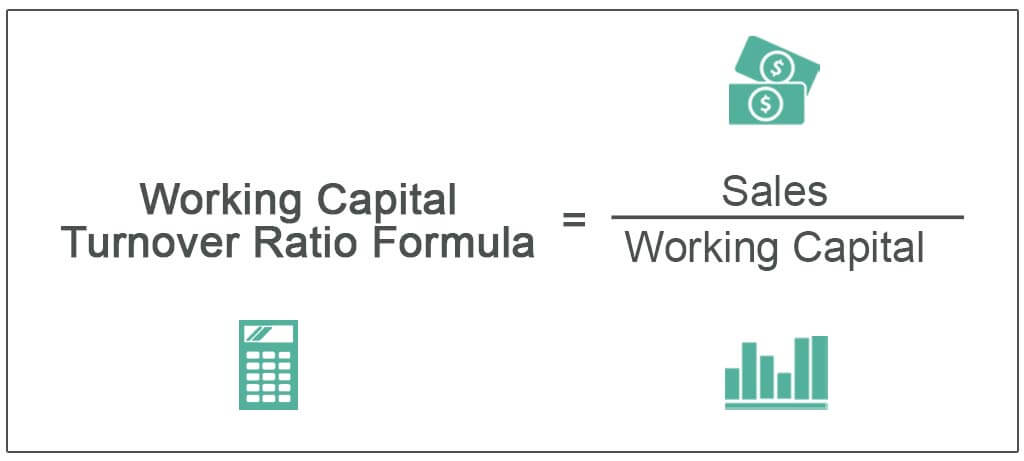 Working Capital
Turnover Ratio Formula
=
Sales
Working Capital
$
$